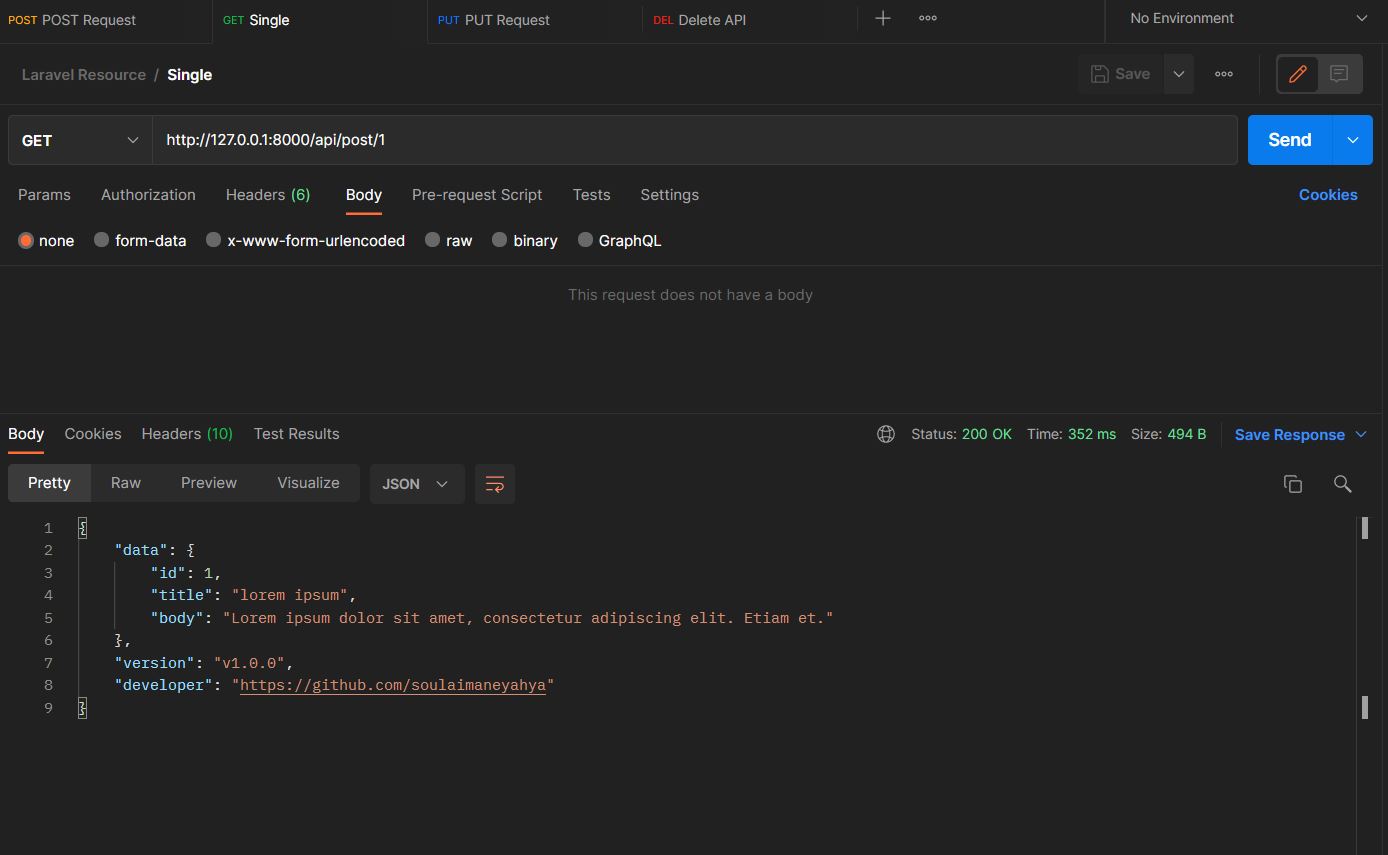 POST POST Request GET Single PUT PUT Request DEL Delete API No Environment
Laravel Resource / Single Save
GET http://127.0.0.1:8000/api/post/1 Send
Params Authorization Headers (6) Body Pre-request Script Tests Settings Cookies
none form-data x-www-form-urlencoded raw binary GraphQL
This request does not have a body
Body Cookies Headers (10) Test Results Status: 200 OK Time: 352 ms Size: 494 B Save Response
Pretty Raw Preview Visualize JSON
1 {
2 "data": {
3 "id": 1,
4 "title": "lorem ipsum",
5 "body": "Lorem ipsum dolor sit amet, consectetur adipiscing elit. Etiam et."
6 },
7 "version": "v1.0.0",
8 "developer": "https://github.com/soulaimaneyahya"
9 }